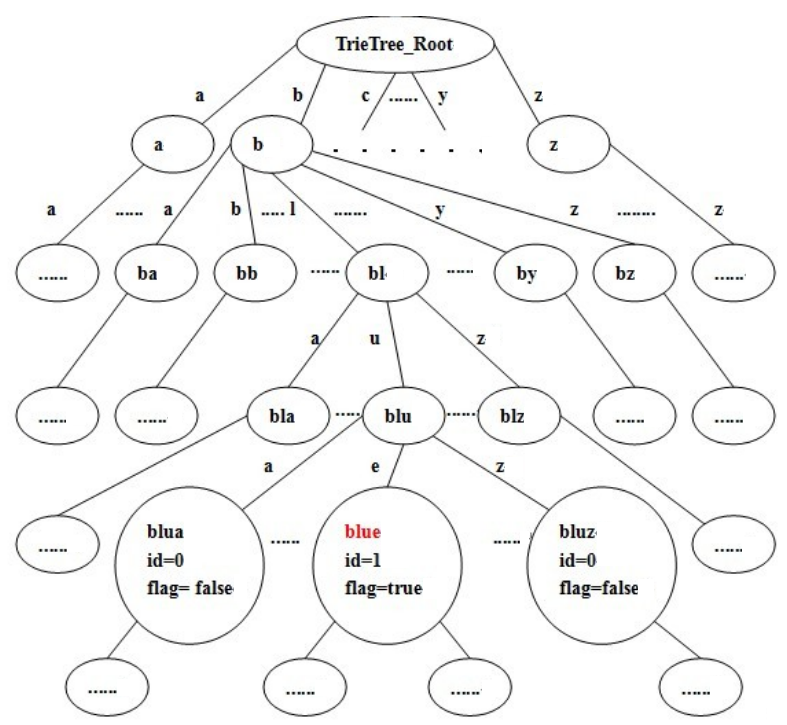 TrieTree_Root
a b c ...... y z
a b . . . . . . z
a ...... a b ..... l ....... y z ........ z
...... ba bb ...... bl ...... by bz ......
a u z
...... ...... bla ...... blu ...... blz ...... ......
a e z
...... blua ...... blue ...... bluz ......
id=0 id=1 id=0
flag= false flag=true flag=false
...... ...... ...... ......